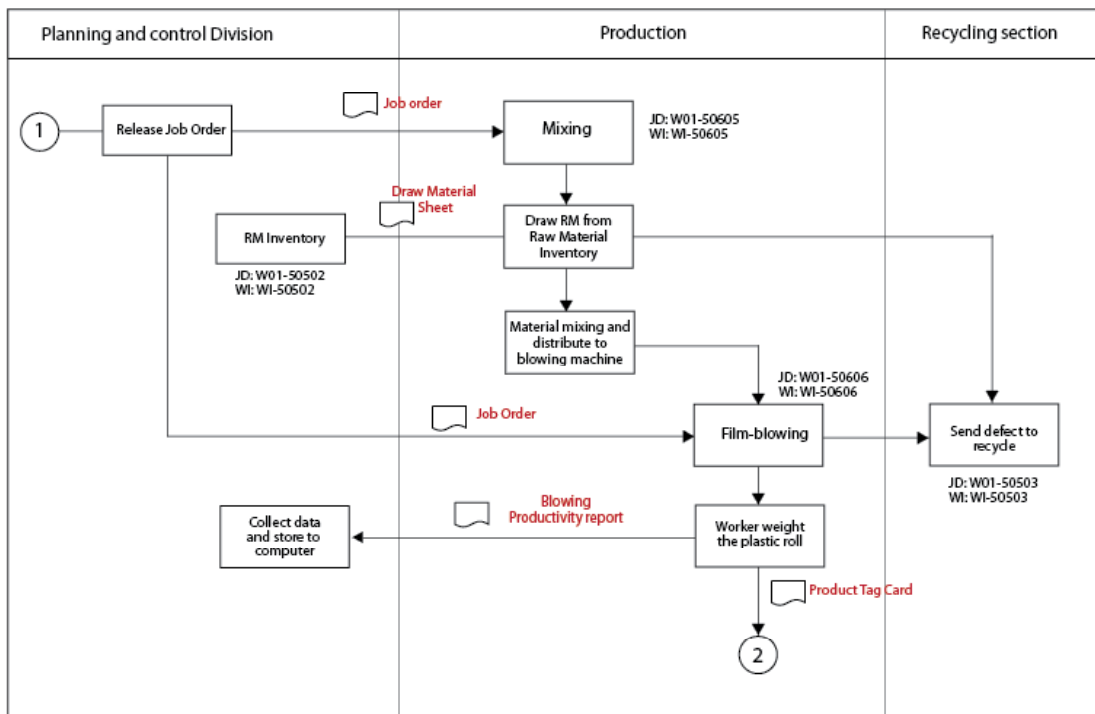 Planning and control Division
Production
Recycling section
1
Release Job Order
Job order
Mixing
JD: W01-50605
WI: WI-50605
Draw Material
Sheet
RM Inventory
JD: W01-50502
WI: WI-50502
Draw RM from
Raw Material
Inventory
Material mixing and
distribute to
blowing machine
JD: W01-50606
WI: WI-50606
Job Order
Film-blowing
Send defect to
recycle
JD: W01-50503
WI: WI-50503
Blowing
Productivity report
Collect data
and store to
computer
Worker weight
the plastic roll
Product Tag Card
2